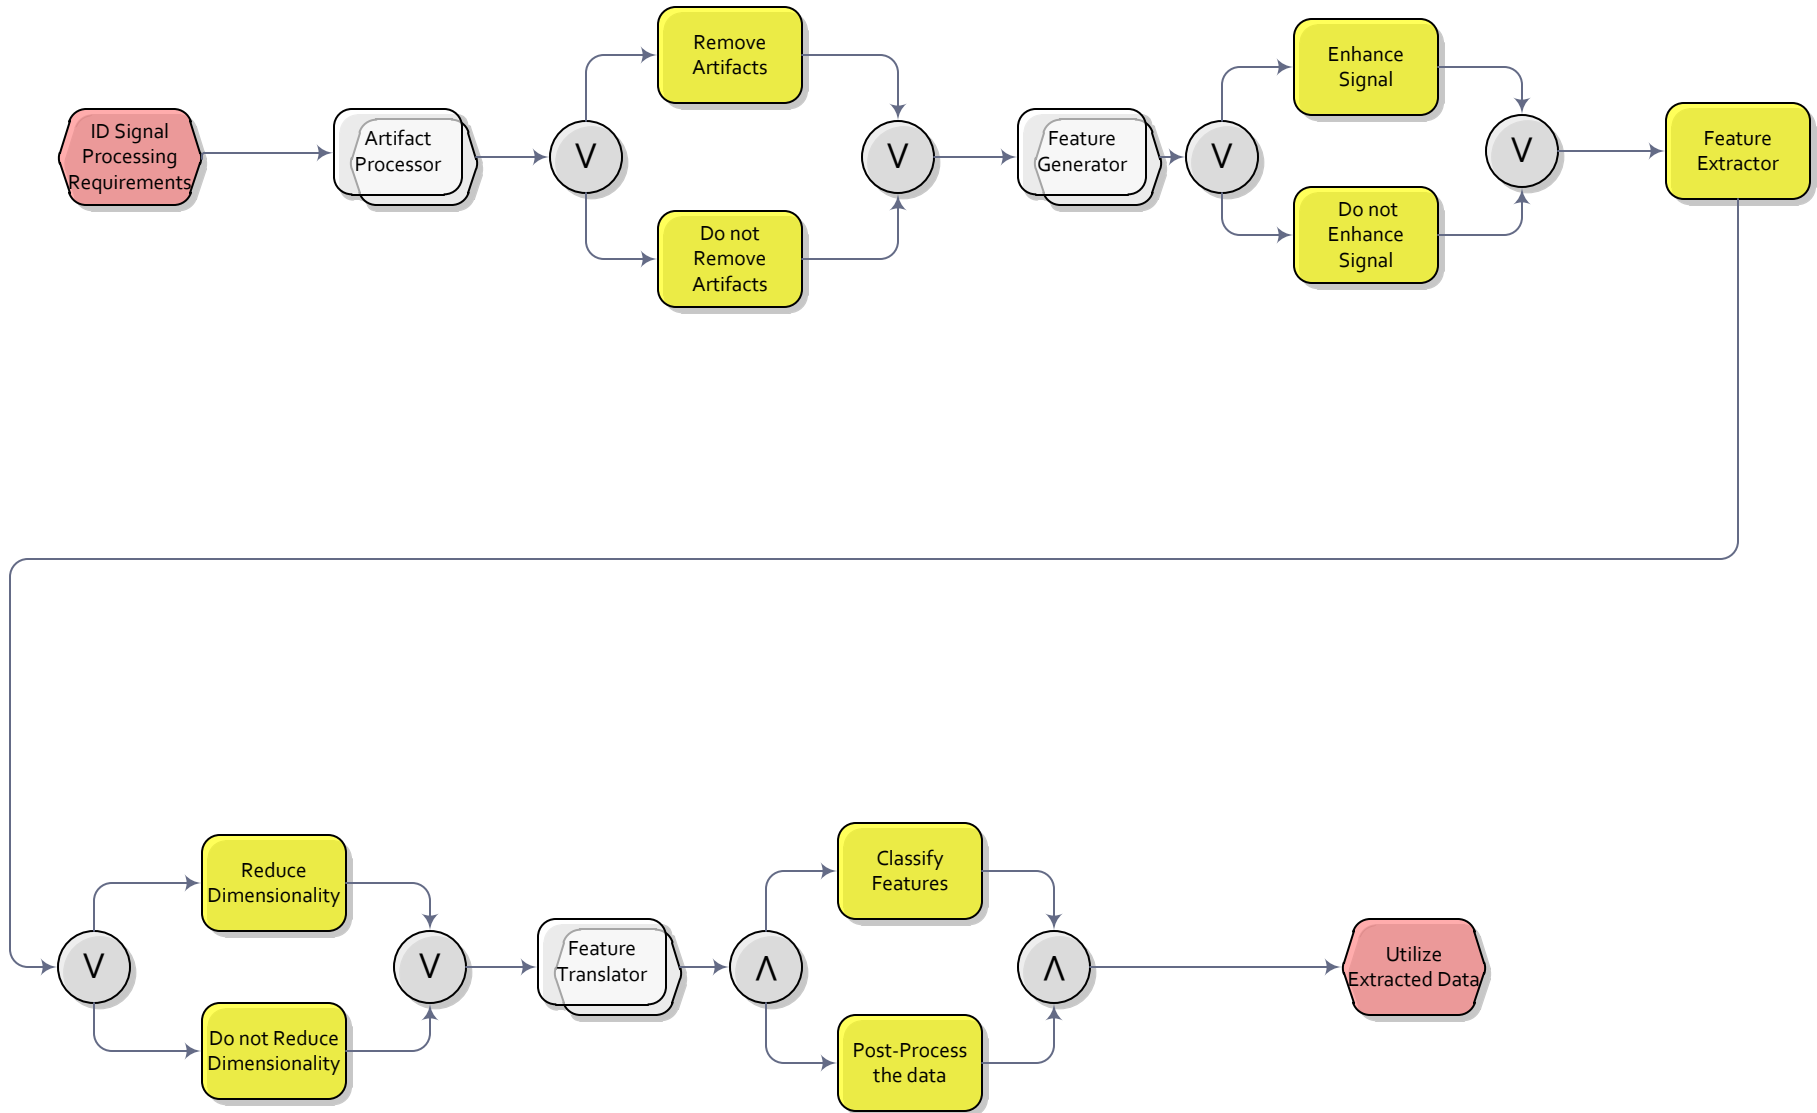 ID Signal
Processing
Requirements
Artifact
Processor
V
Remove
Artifacts
Do not
Remove
Artifacts
V
Feature
Generator
V
Enhance
Signal
Do not
Enhance
Signal
V
Feature
Extractor
V
Reduce
Dimensionality
Do not Reduce
Dimensionality
V
Feature
Translator
Λ
Classify
Features
Post-Process
the data
Λ
Utilize
Extracted Data